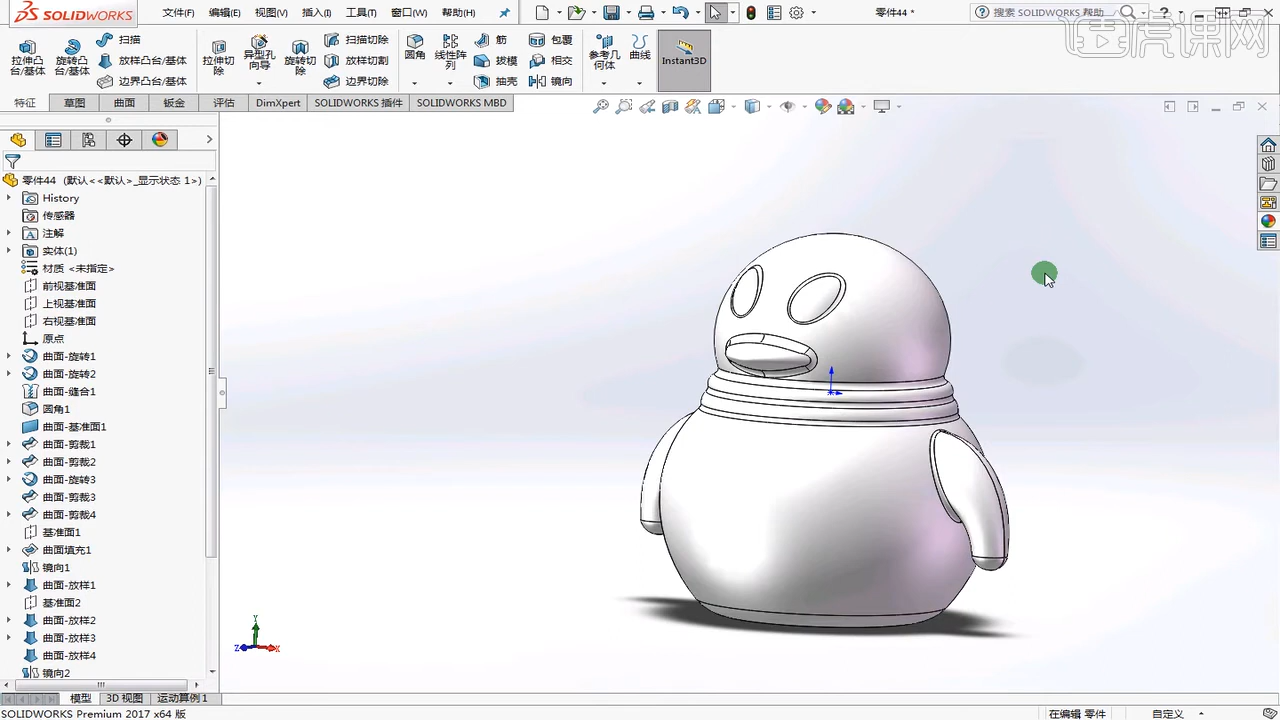 SOLIDWORKS 文件(F) 编辑(E) 视图(V) 插入(I) 工具(T) 窗口(W) 帮助(H) 零件44 * 搜索 SOLIDWORKS 帮助
虎课网
拉伸凸台/基体
旋转凸台/基体
扫描
放样凸台/基体
边界凸台/基体
拉伸切除
异型孔向导
旋转切除
扫描切除
放样切割
边界切除
圆角
线性阵列
筋
拔模
抽壳
包覆
相交
镜向
参考几何体
曲线
Instant3D
特征 草图 曲面 钣金 评估 DimXpert SOLIDWORKS 插件 SOLIDWORKS MBD
零件44 (默认<<默认>_显示状态 1>)
History
传感器
注解
实体(1)
材质 <未指定>
前视基准面
上视基准面
右视基准面
原点
曲面-旋转1
曲面-旋转2
曲面-缝合1
圆角1
曲面-基准面1
曲面-剪裁1
曲面-剪裁2
曲面-旋转3
曲面-剪裁3
曲面-剪裁4
基准面1
曲面填充1
镜向1
曲面-放样1
基准面2
曲面-放样2
曲面-放样3
曲面-放样4
镜向2
Y
Z
X
模型 3D 视图 运动算例 1
SOLIDWORKS Premium 2017 x64 版 在编辑 零件 自定义